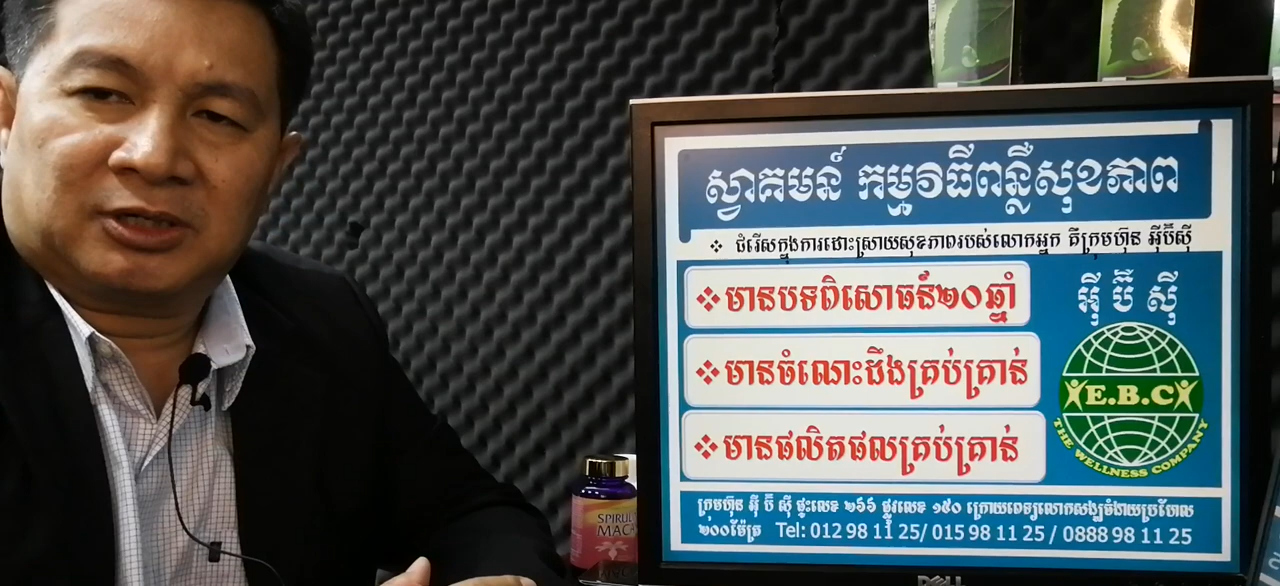 ស្វាគមន៍ កម្មវិធីពន្លឺសុខភាព
❖ ជំរើសក្នុងការដោះស្រាយសុខភាពរបស់លោកអ្នក គឺក្រុមហ៊ុន អ៊ីប៊ីស៊ី
❖មានបទពិសោធន៍២០ឆ្នាំ
❖មានចំណេះដឹងគ្រប់គ្រាន់
❖មានផលិតផលគ្រប់គ្រាន់
អ៊ី ប៊ី ស៊ី
E.B.C
THE WELLNESS COMPANY
ក្រុមហ៊ុន អ៊ី ប៊ី ស៊ី ផ្ទះលេខ ២៦៦ ផ្លូវលេខ ១៥០ ក្រោយពេទ្យលោកសង្ឃចំងាយប្រហែល
២០០ម៉ែត្រ Tel: 012 98 11 25/ 015 98 11 25 / 0888 98 11 25
MACA